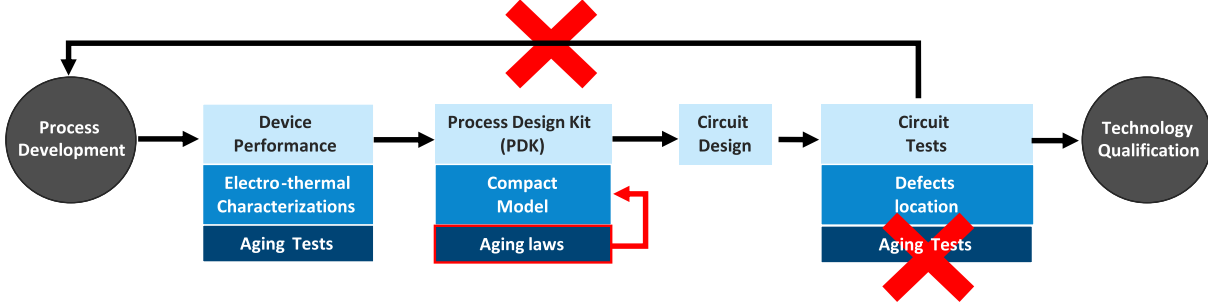 Process
Development
Device
Performance
Electro-thermal
Characterizations
Aging Tests
Process Design Kit
(PDK)
Compact
Model
Aging laws
Circuit
Design
Circuit
Tests
Defects
location
Aging Tests
Technology
Qualification